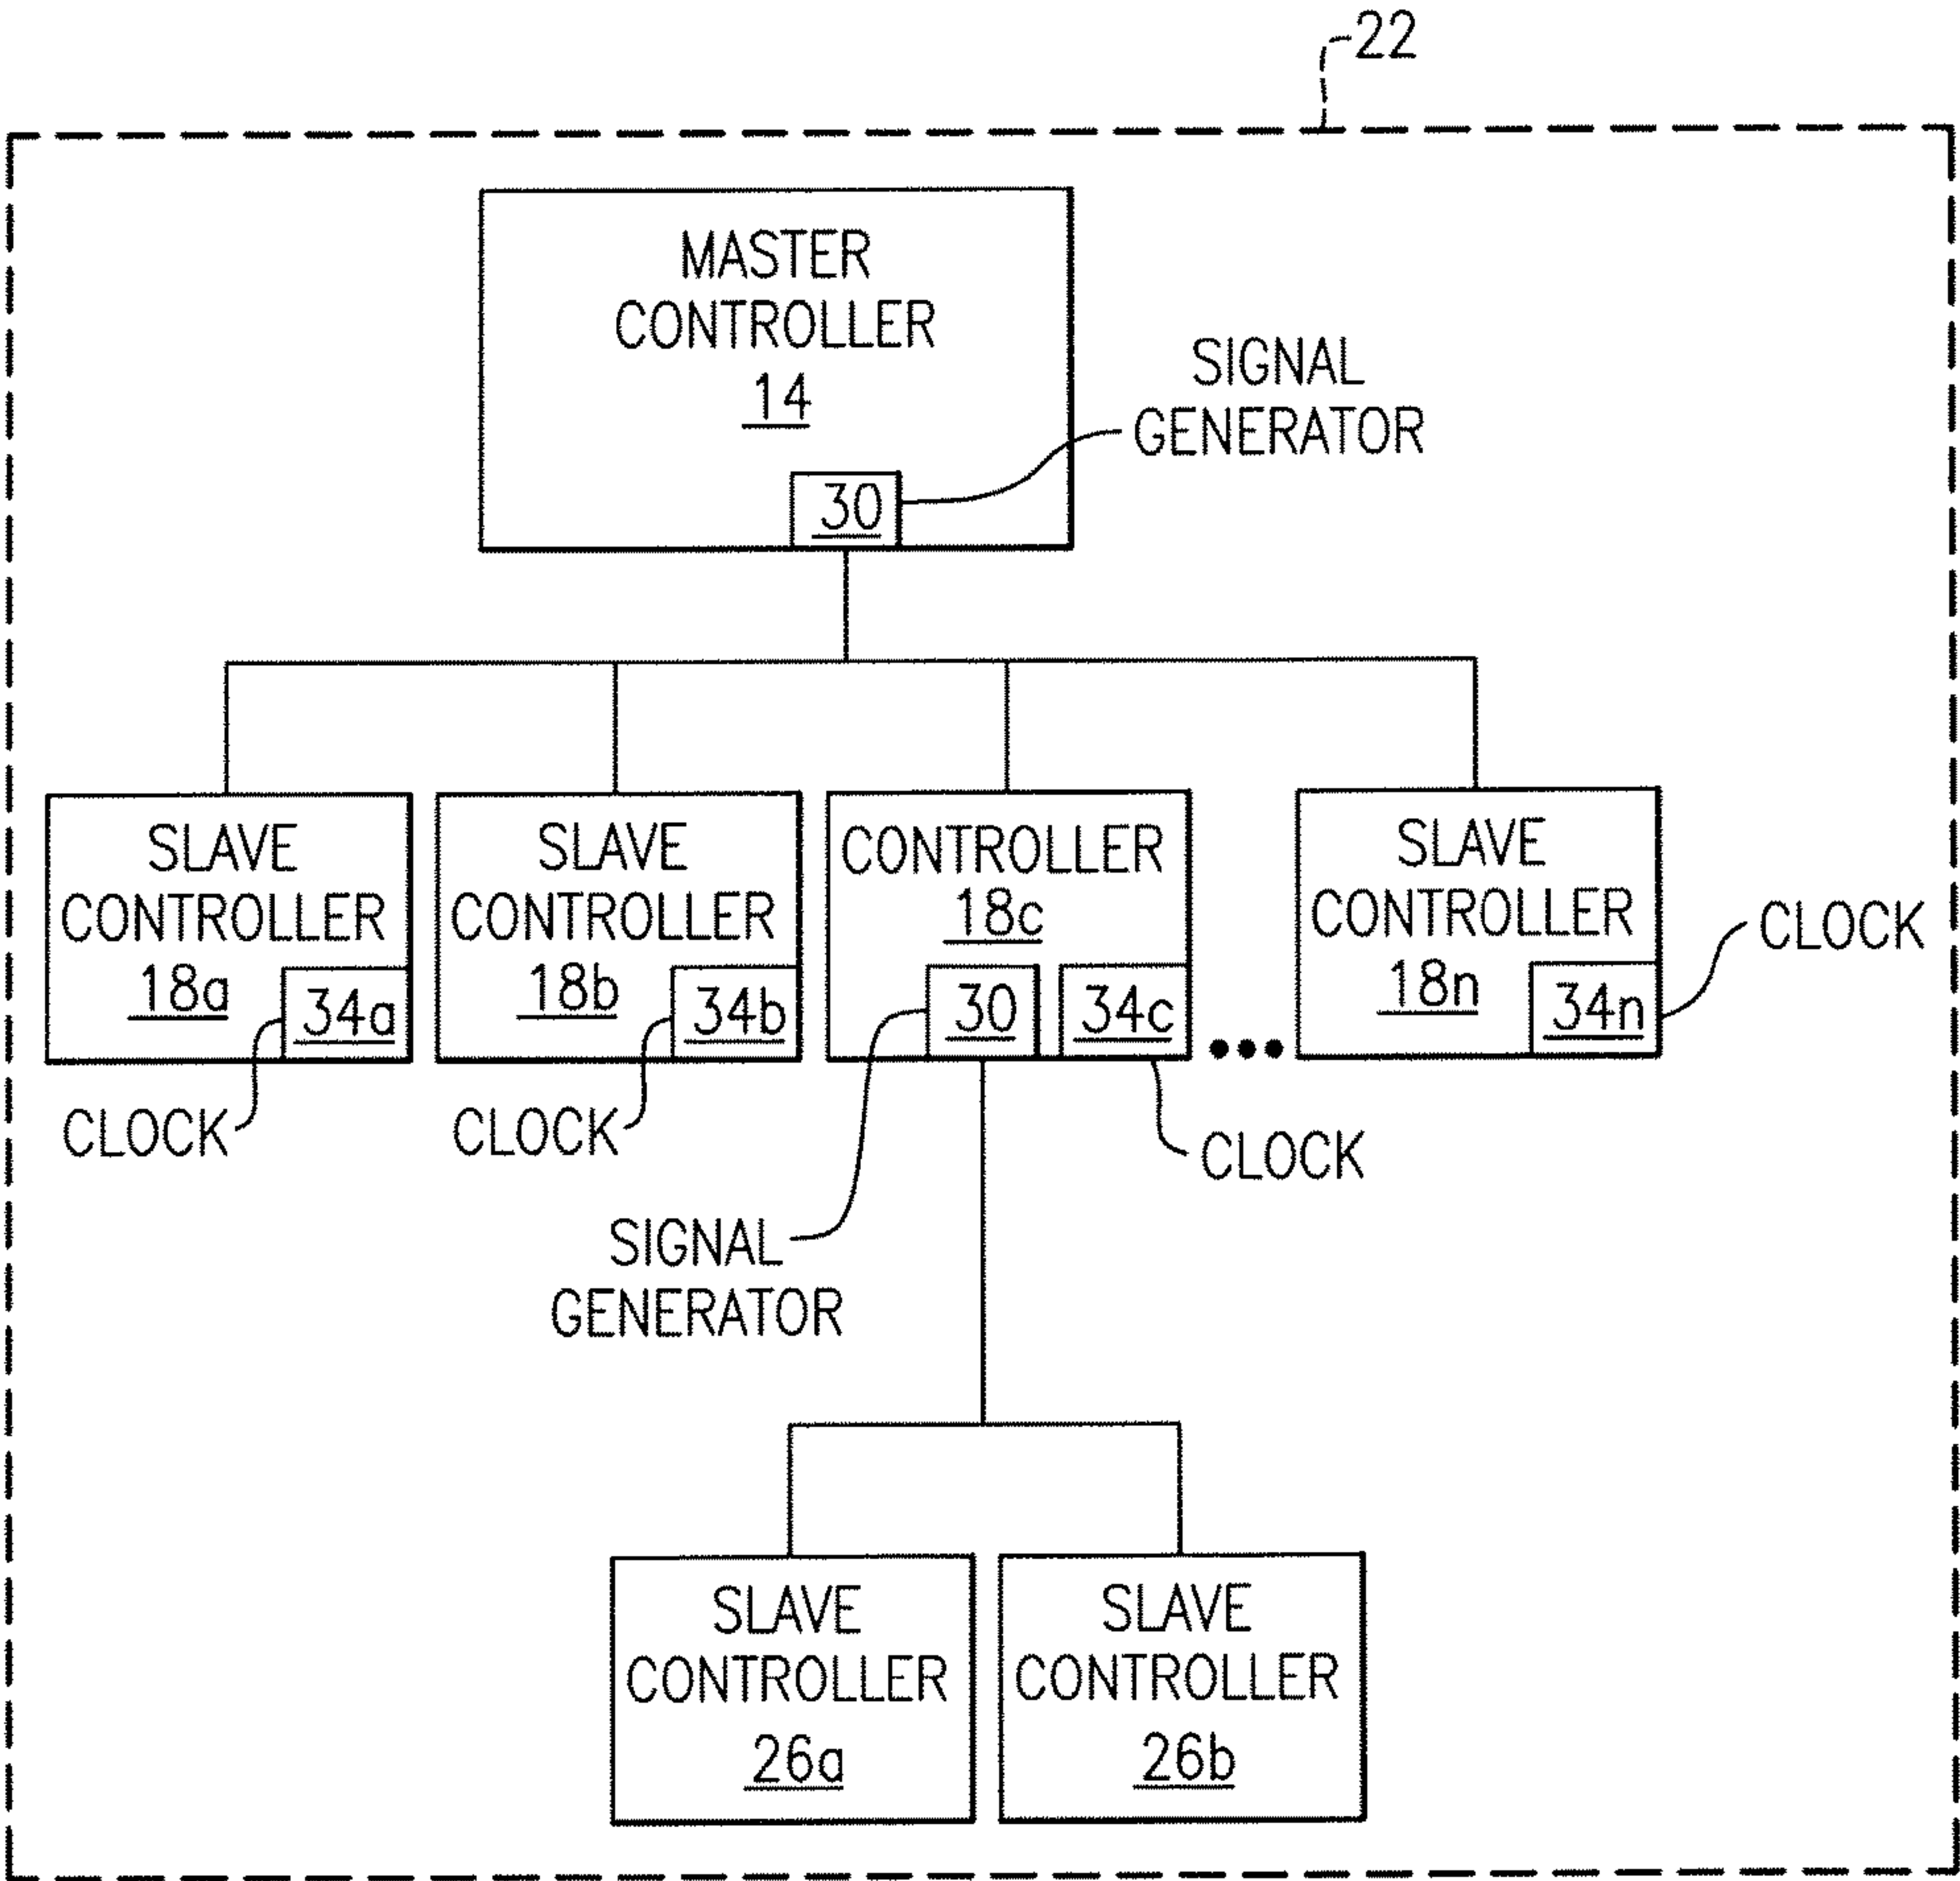 22
MASTER
CONTROLLER
14
30
SIGNAL
GENERATOR
SLAVE
CONTROLLER
18a
34a
CLOCK
SLAVE
CONTROLLER
18b
34b
CLOCK
CONTROLLER
18c
30
34c
SIGNAL
GENERATOR
CLOCK
SLAVE
CONTROLLER
18n
34n
CLOCK
SLAVE
CONTROLLER
26a
SLAVE
CONTROLLER
26b